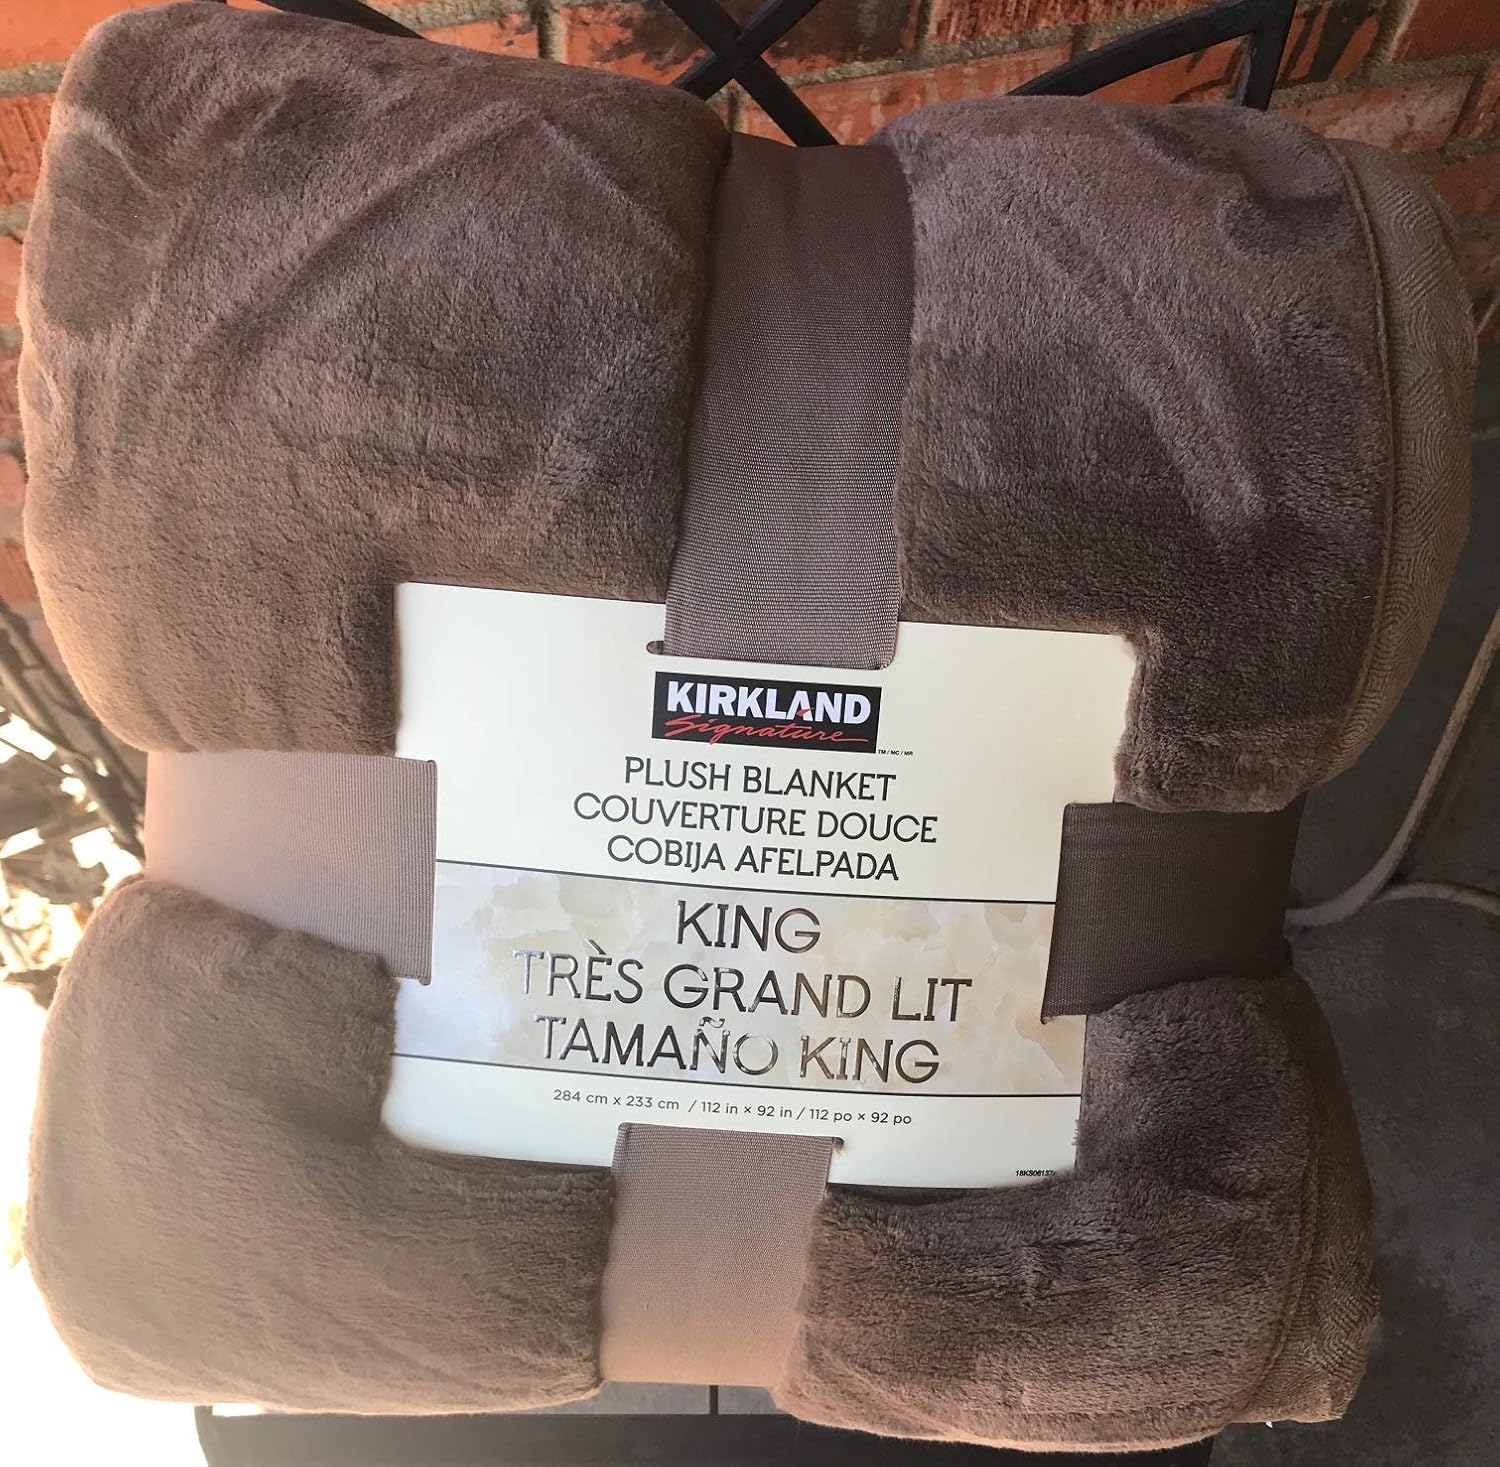 KIRKLAND
Signature
TM / MC / MR
PLUSH BLANKET
COUVERTURE DOUCE
COBIJA AFELPADA
KING
TRÈS GRAND LIT
TAMAÑO KING
284 cm x 233 cm / 112 in × 92 in / 112 po × 92 po